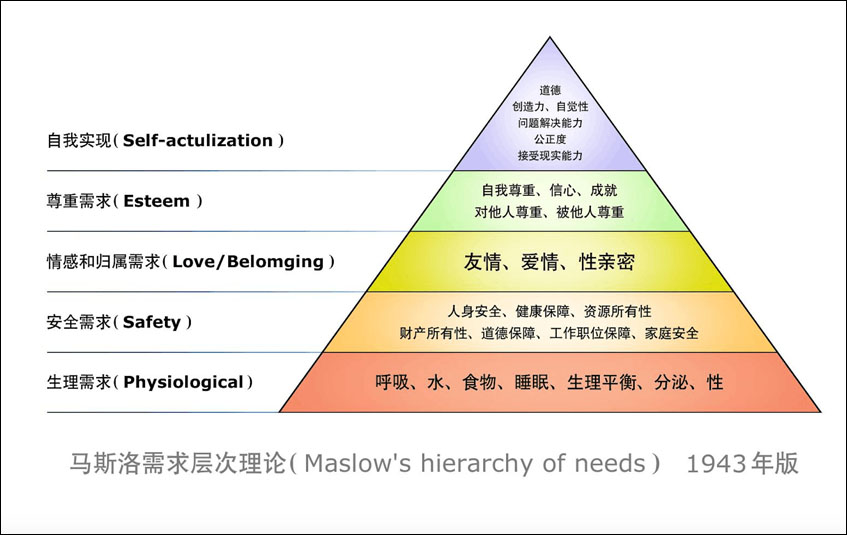 道德
创造力、自觉性
问题解决能力
公正度
接受现实能力
自我实现(Self-actulization)
自我尊重、信心、成就
对他人尊重、被他人尊重
尊重需求(Esteem)
友情、爱情、性亲密
情感和归属需求(Love/Belomging)
人身安全、健康保障、资源所有性
财产所有性、道德保障、工作职位保障、家庭安全
安全需求(Safety)
呼吸、水、食物、睡眠、生理平衡、分泌、性
生理需求(Physiological)
马斯洛需求层次理论(Maslow's hierarchy of needs) 1943年版